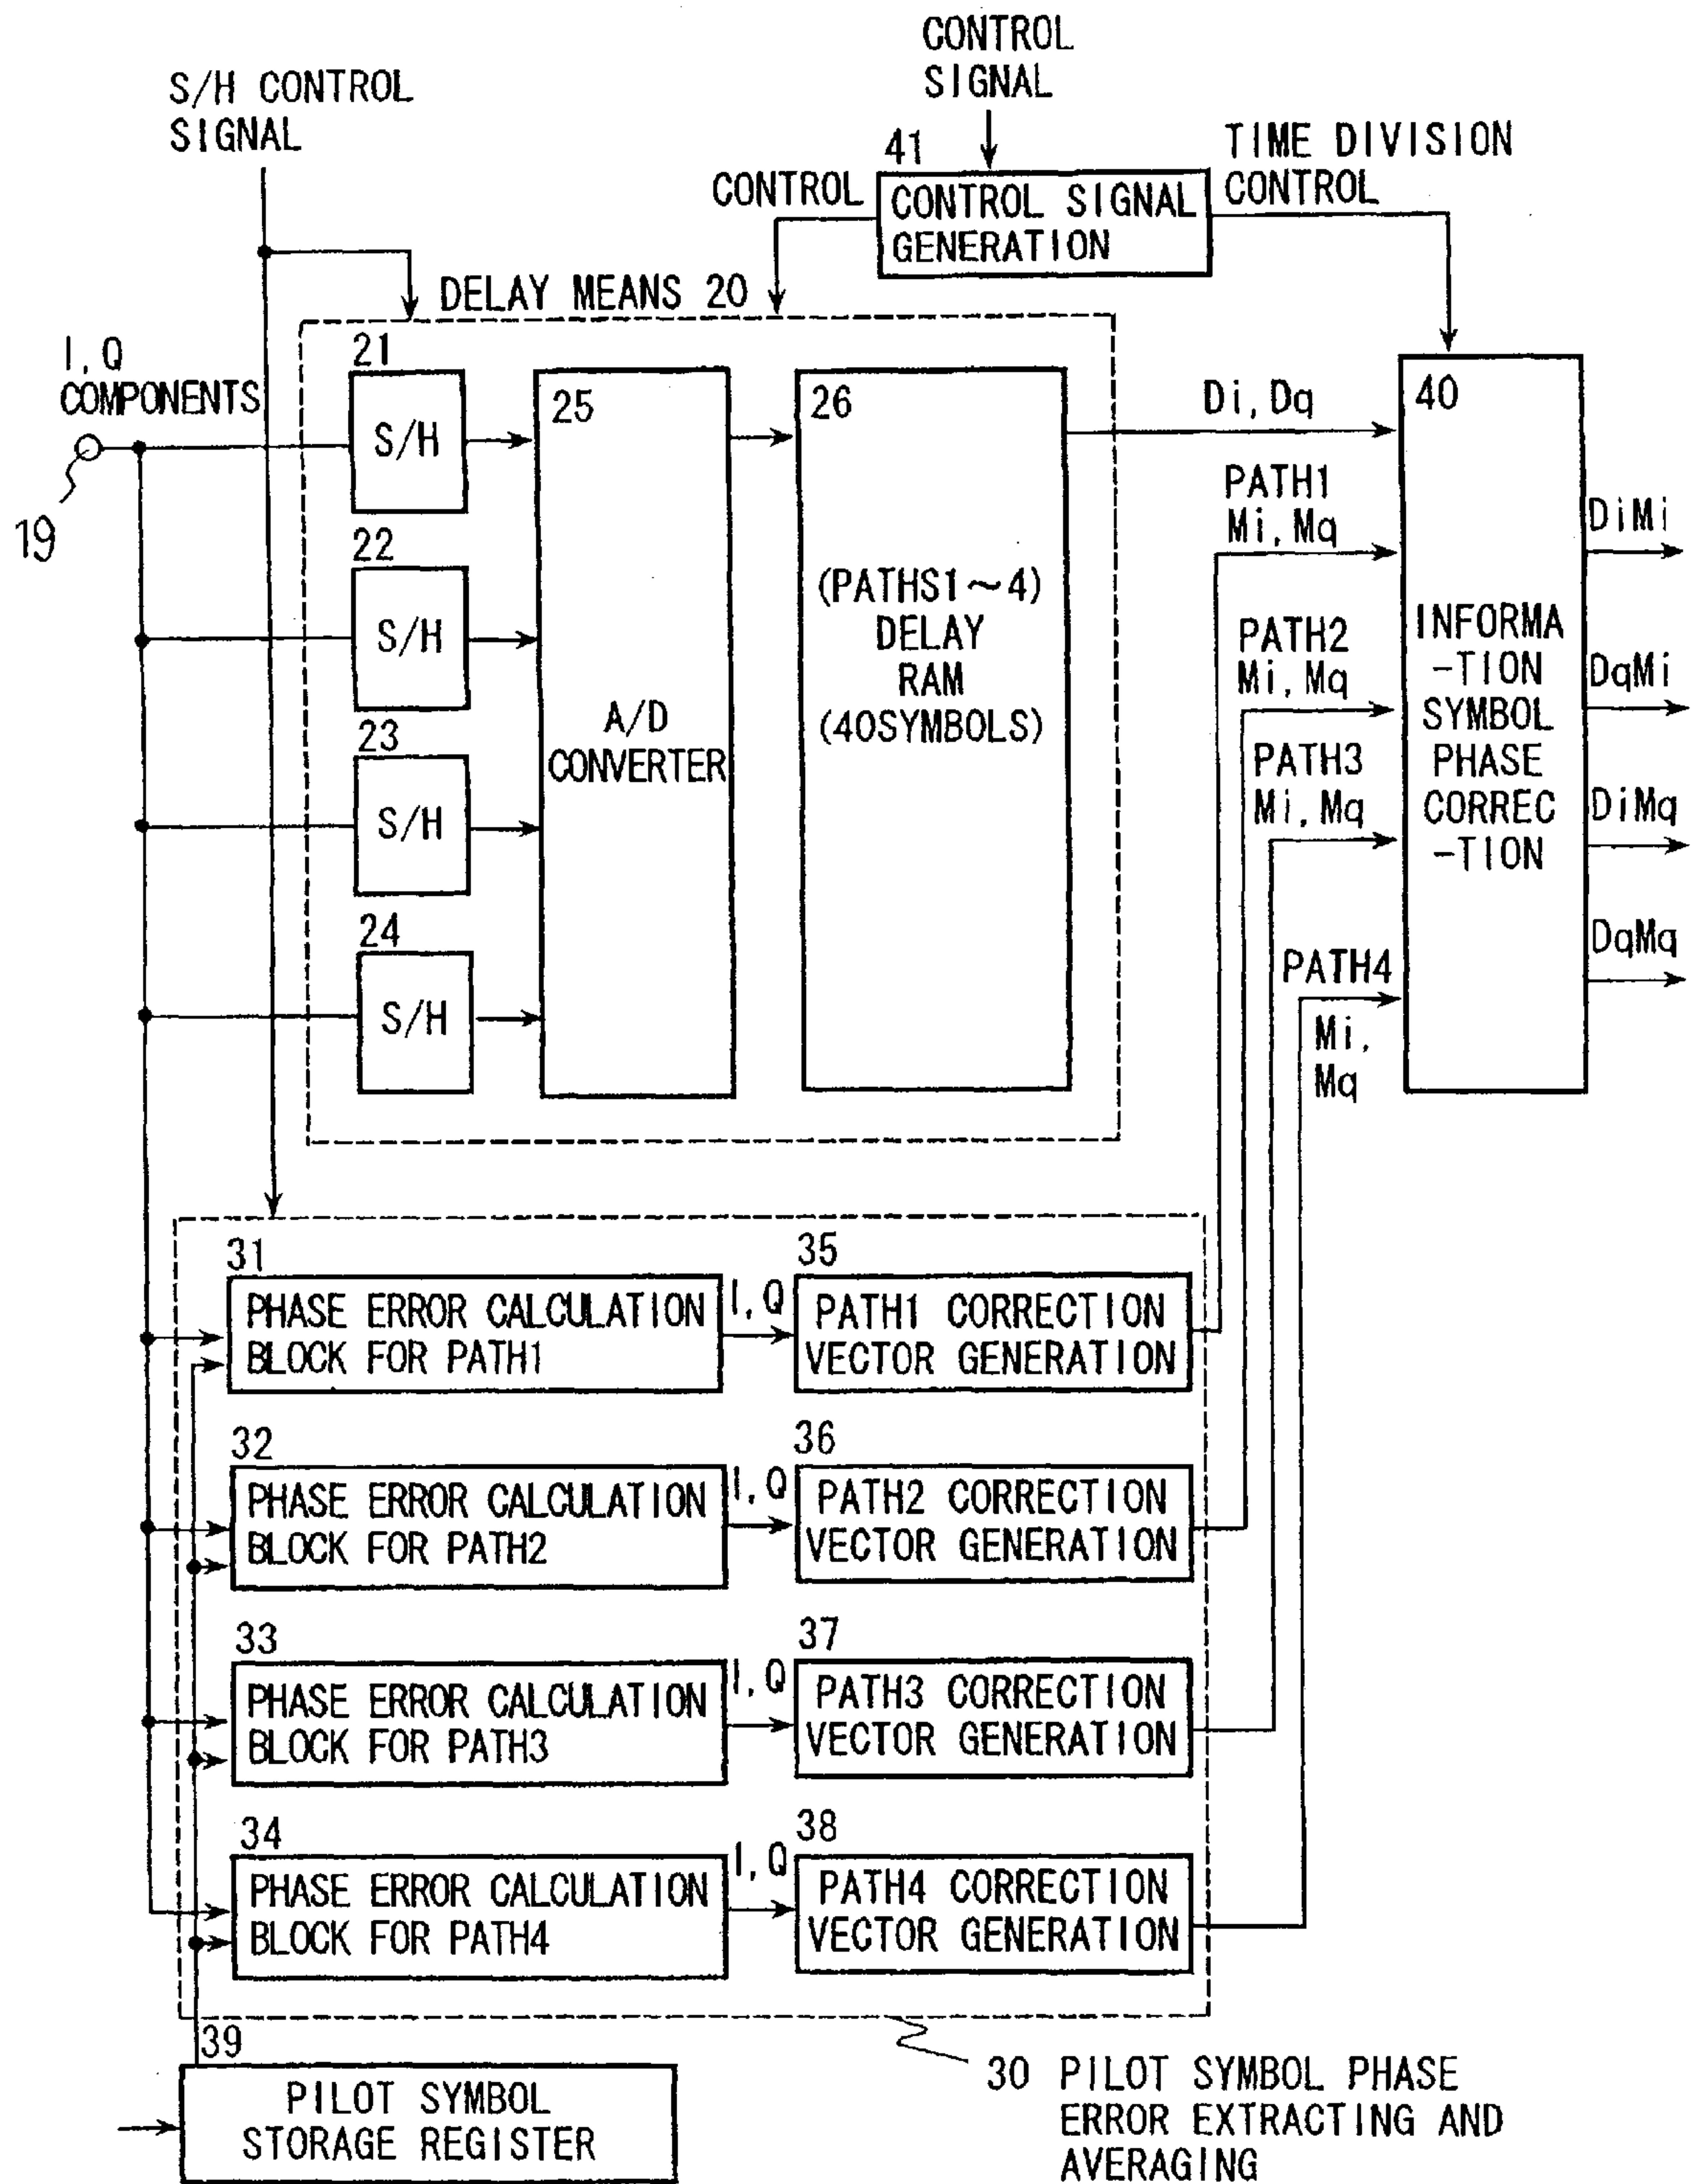 CONTROL
SIGNAL
S/H CONTROL
SIGNAL
41
TIME DIVISION
CONTROL
CONTROL
CONTROL SIGNAL
GENERATION
DELAY MEANS 20
I,Q
COMPONENTS
19
21
S/H
22
S/H
23
S/H
24
S/H
25
A/D
CONVERTER
26
(PATHS1~4)
DELAY
RAM
(40SYMBOLS)
Di,Dq
PATH1
Mi,Mq
PATH2
Mi,Mq
PATH3
Mi,Mq
PATH4
Mi,
Mq
40
INFORMA
-TION
SYMBOL
PHASE
CORREC
-TION
DiMi
DqMi
DiMq
DqMq
31
PHASE ERROR CALCULATION
BLOCK FOR PATH1
I,Q
35
PATH1 CORRECTION
VECTOR GENERATION
32
PHASE ERROR CALCULATION
BLOCK FOR PATH2
I,Q
36
PATH2 CORRECTION
VECTOR GENERATION
33
PHASE ERROR CALCULATION
BLOCK FOR PATH3
I,Q
37
PATH3 CORRECTION
VECTOR GENERATION
34
PHASE ERROR CALCULATION
BLOCK FOR PATH4
I,Q
38
PATH4 CORRECTION
VECTOR GENERATION
39
PILOT SYMBOL
STORAGE REGISTER
30 PILOT SYMBOL PHASE
ERROR EXTRACTING AND
AVERAGING